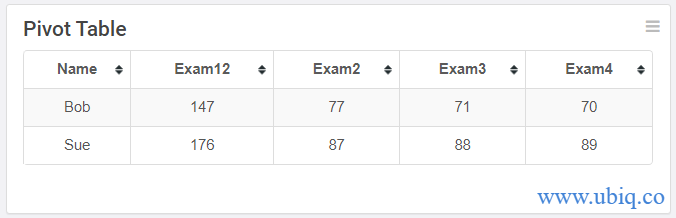 Pivot Table
Name Exam12 Exam2 Exam3 Exam4
Bob 147 77 71 70
Sue 176 87 88 89
www.ubiq.co